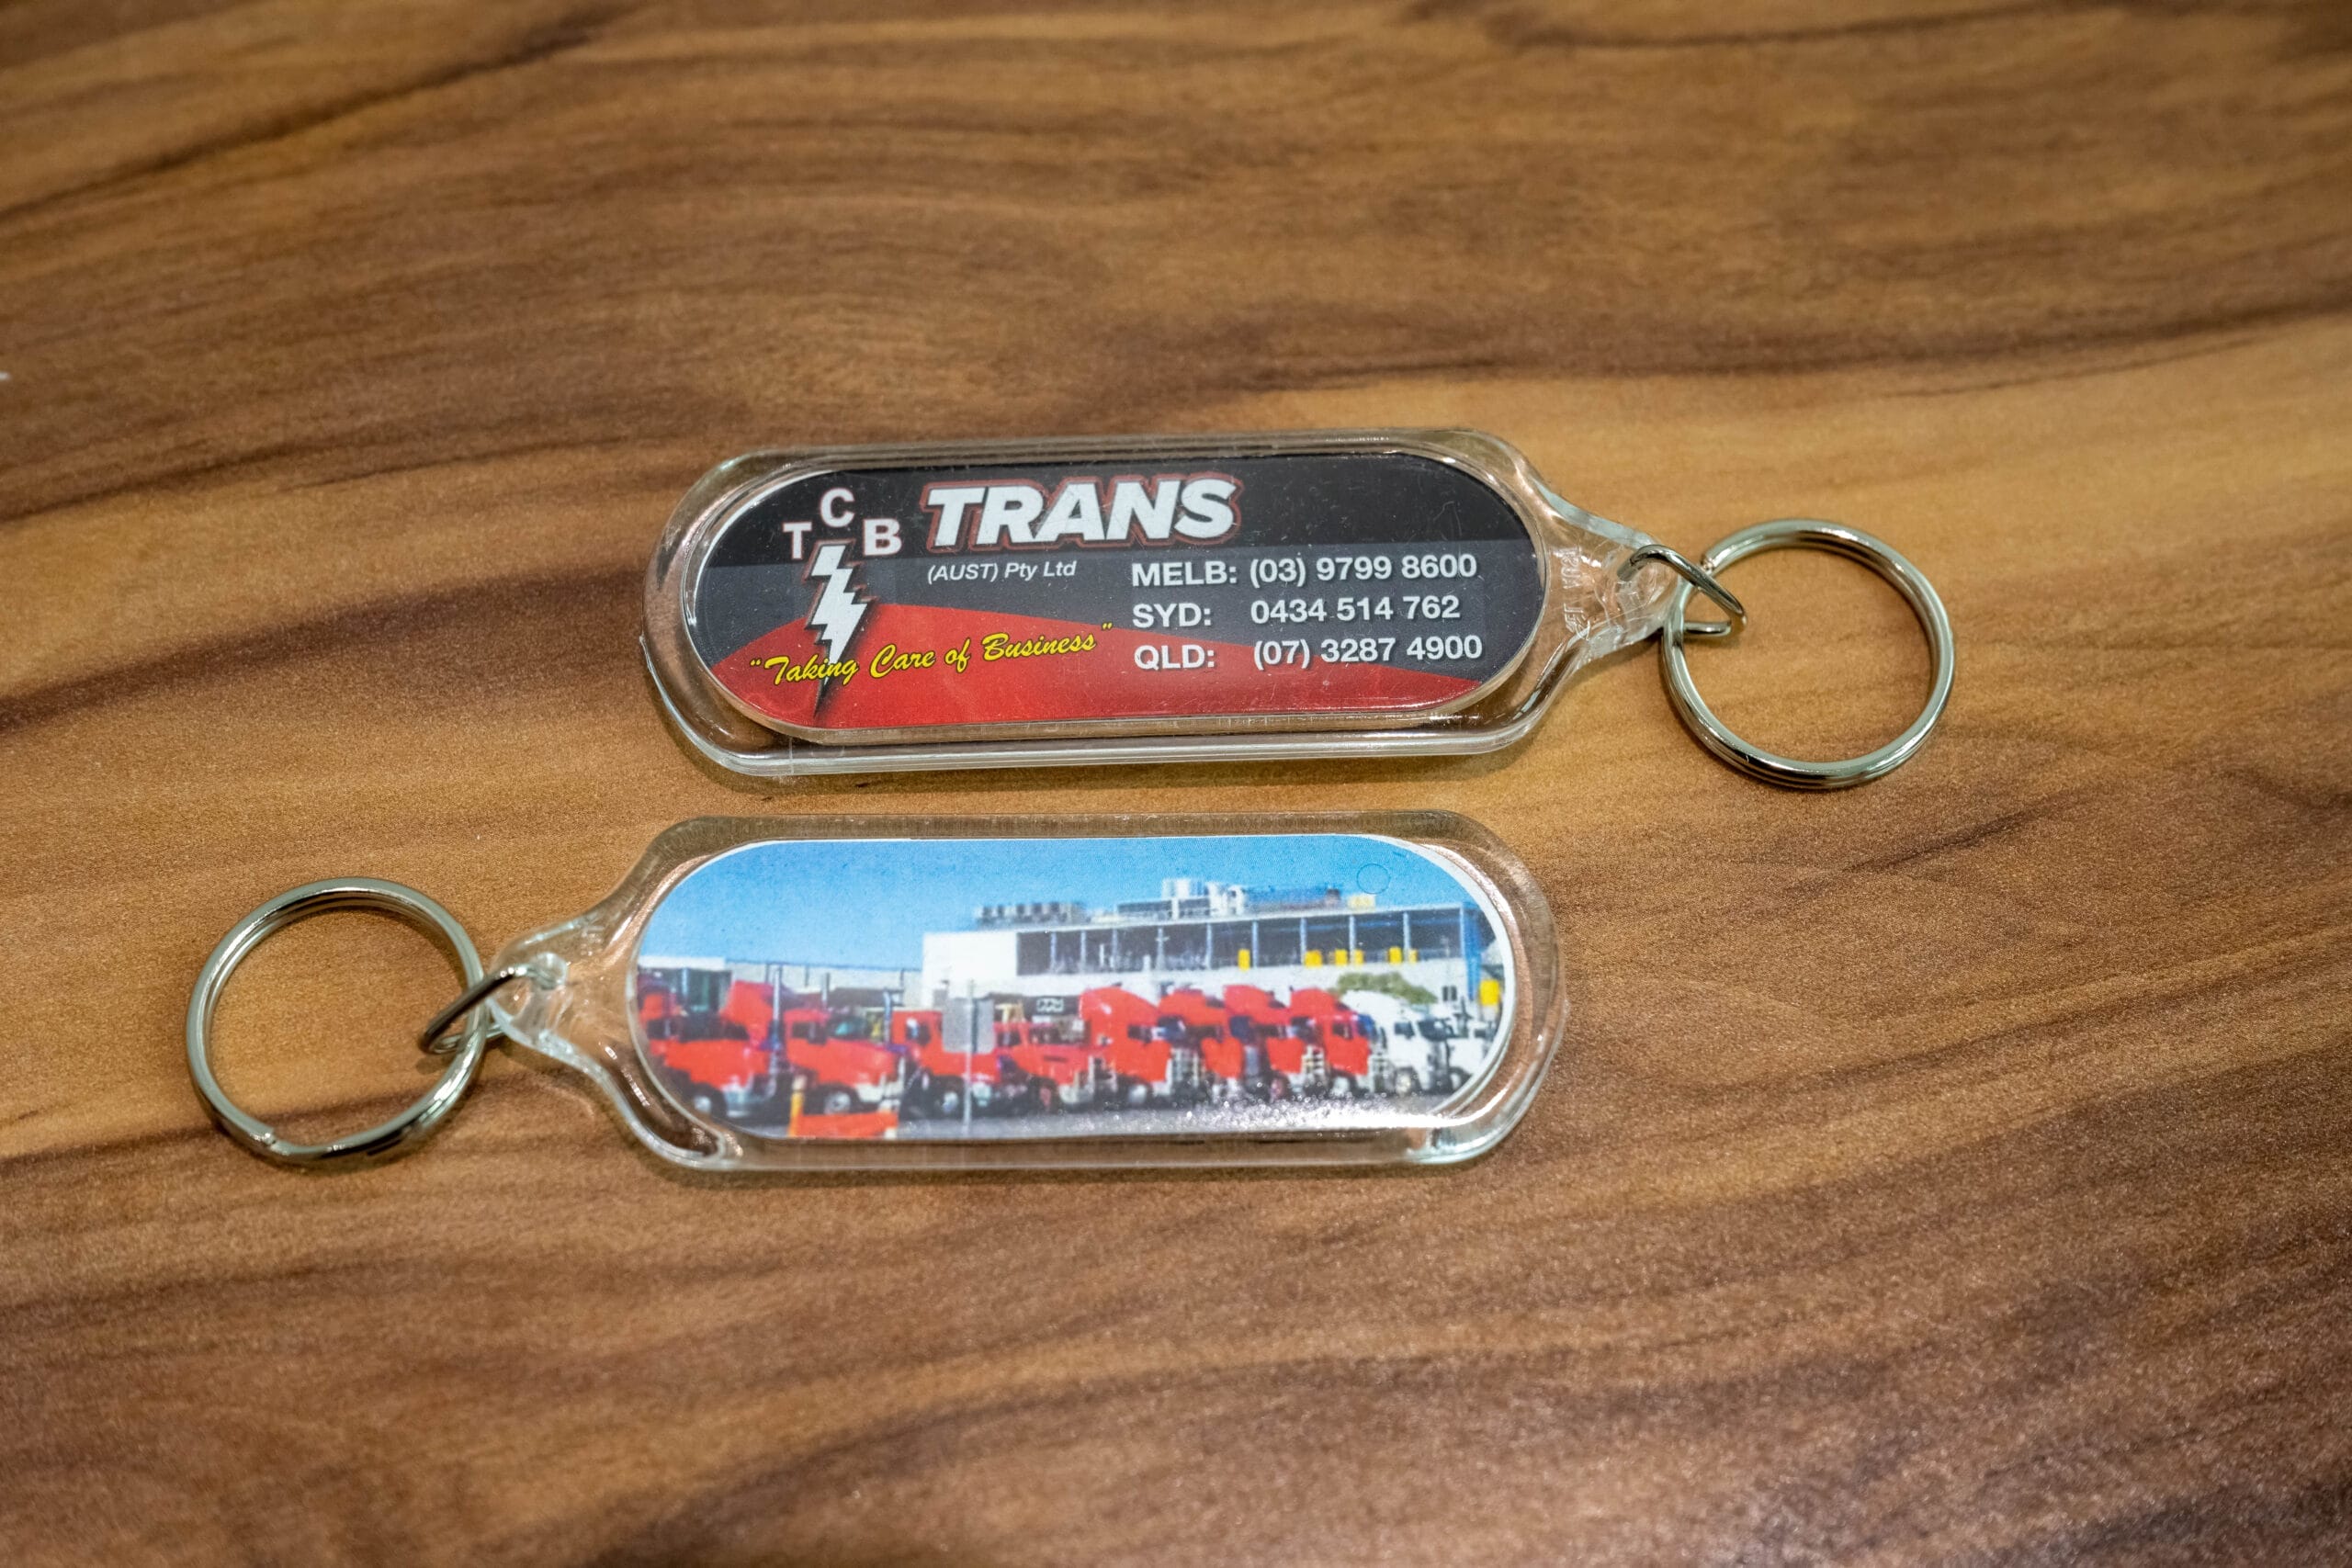 TCB TRANS
(AUST) Pty Ltd
"Taking Care of Business"
MELB: (03) 9799 8600
SYD: 0434 514 762
QLD: (07) 3287 4900